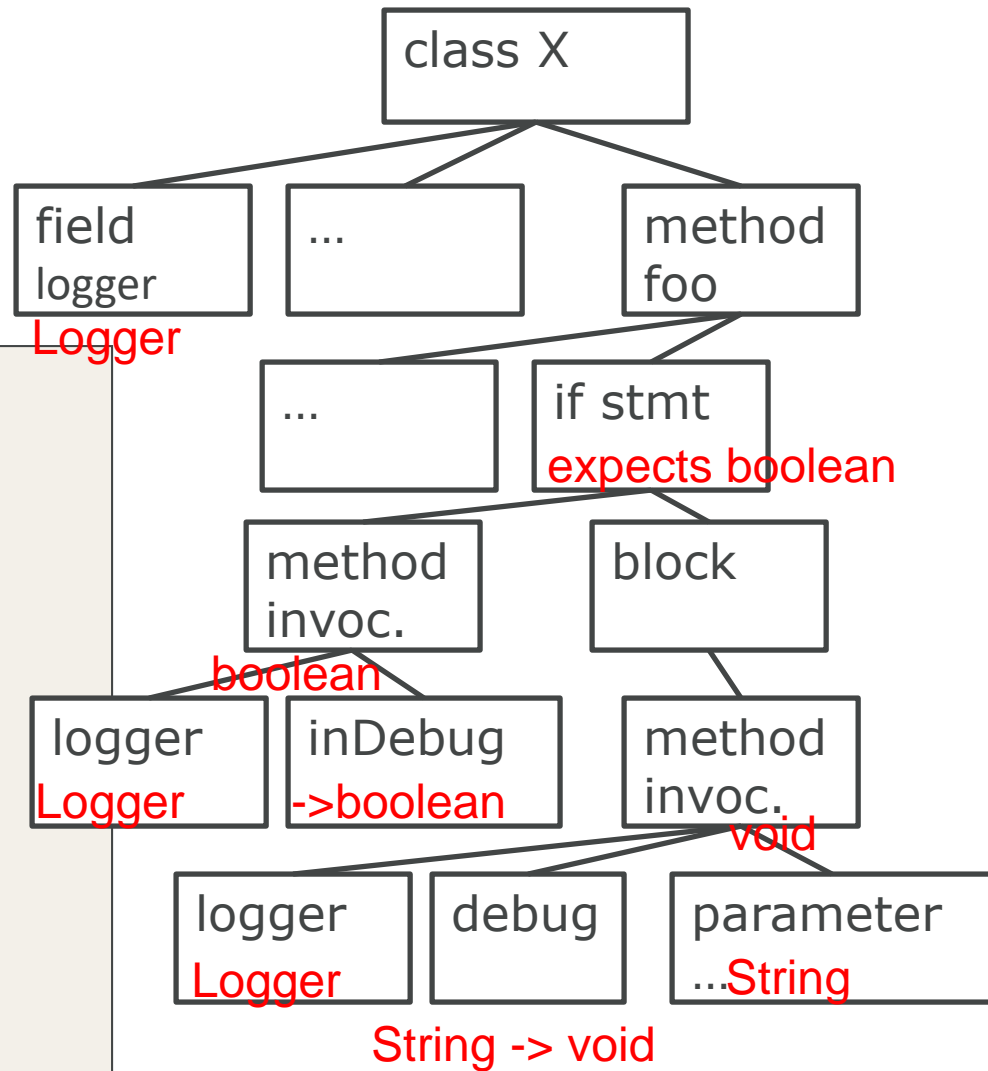 class X
field
logger
Logger
...
method
foo
...
if stmt
expects boolean
method
invoc.
boolean
block
logger
Logger
inDebug
->boolean
method
invoc.
void
logger
Logger
debug
parameter
...String
String -> void